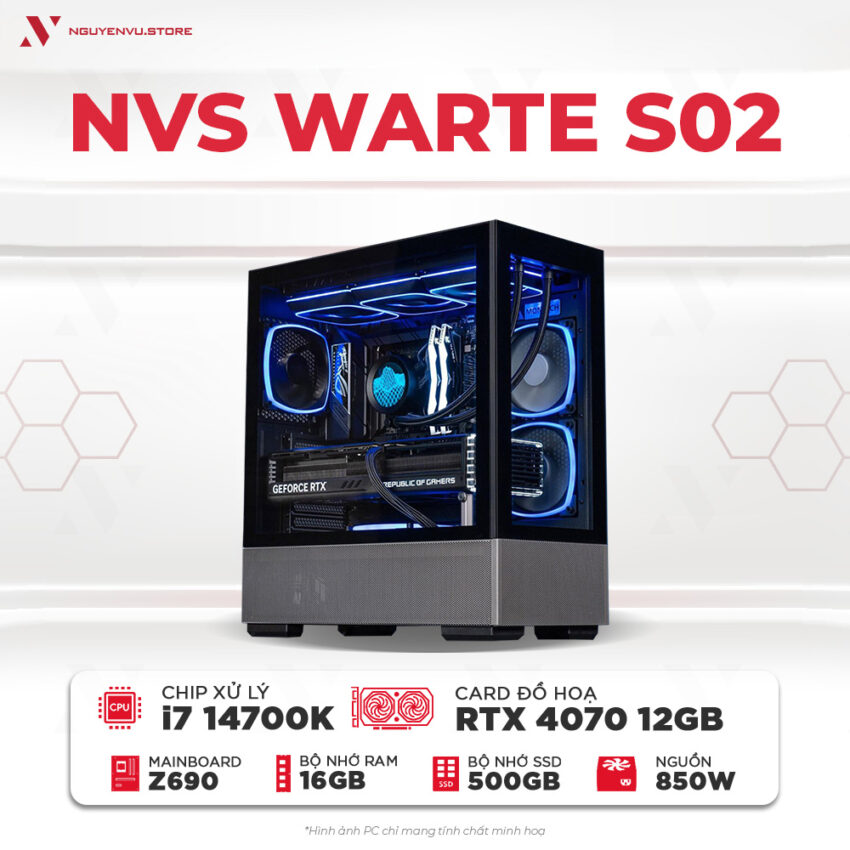 NGUYENVU.STORE
NVS WARTE S02
GEFORCE RTX
REPUBLIC OF GAMERS
CHIP XỬ LÝ
i7 14700K
CARD ĐỒ HOẠ
RTX 4070 12GB
CPU
MAINBOARD
Z690
BỘ NHỚ RAM
16GB
BỘ NHỚ SSD
500GB
SSD
NGUỒN
850W
*Hình ảnh PC chỉ mang tính chất minh hoạ